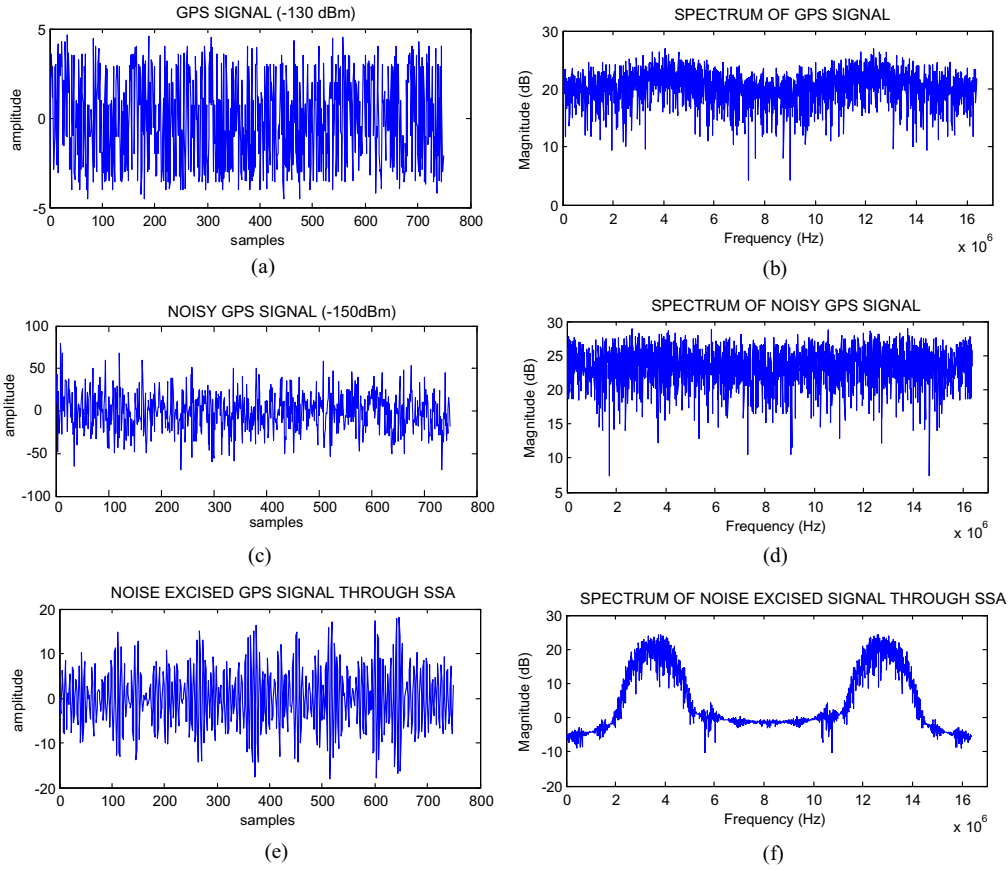 GPS SIGNAL (-130 dBm)
5
0
-5
amplitude
0 100 200 300 400 500 600 700 800
samples
(a)
SPECTRUM OF GPS SIGNAL
30
20
10
0
Magnitude (dB)
0 2 4 6 8 10 12 14 16
Frequency (Hz)
x 10^6
(b)
NOISY GPS SIGNAL (-150dBm)
100
50
0
-50
-100
amplitude
0 100 200 300 400 500 600 700 800
samples
(c)
SPECTRUM OF NOISY GPS SIGNAL
30
25
20
15
10
5
Magnitude (dB)
0 2 4 6 8 10 12 14 16
Frequency (Hz)
x 10^6
(d)
NOISE EXCISED GPS SIGNAL THROUGH SSA
20
10
0
-10
-20
amplitude
0 100 200 300 400 500 600 700 800
samples
(e)
SPECTRUM OF NOISE EXCISED SIGNAL THROUGH SSA
30
20
10
0
-10
-20
Magnitude (dB)
0 2 4 6 8 10 12 14 16
Frequency (Hz)
x 10^6
(f)